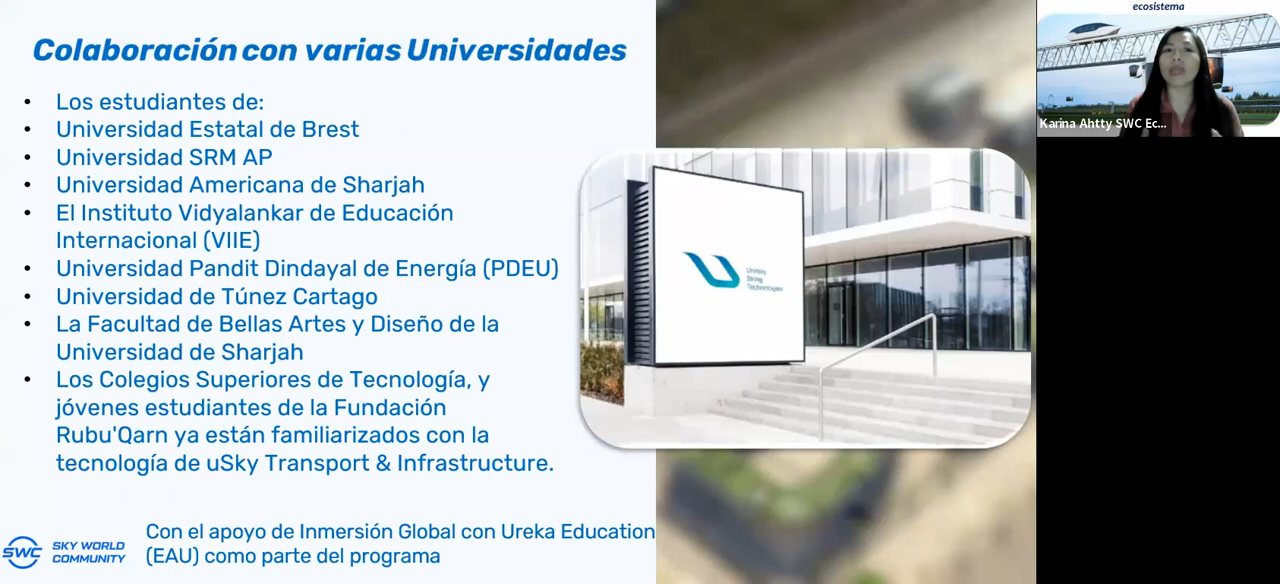 Colaboración con varias Universidades
• Los estudiantes de:
• Universidad Estatal de Brest
• Universidad SRM AP
• Universidad Americana de Sharjah
• El Instituto Vidyalankar de Educación
Internacional (VIIE)
• Universidad Pandit Dindayal de Energía (PDEU)
• Universidad de Túnez Cartago
• La Facultad de Bellas Artes y Diseño de la
Universidad de Sharjah
• Los Colegios Superiores de Tecnología, y
jóvenes estudiantes de la Fundación
Rubu'Qarn ya están familiarizados con la
tecnología de uSky Transport & Infrastructure.
Con el apoyo de Inmersión Global con Ureka Education
(EAU) como parte del programa
SWC
SKY WORLD
COMMUNITY
Unitsky
String
Technologies
ecosistema
Karina Ahtty SWC Ec...